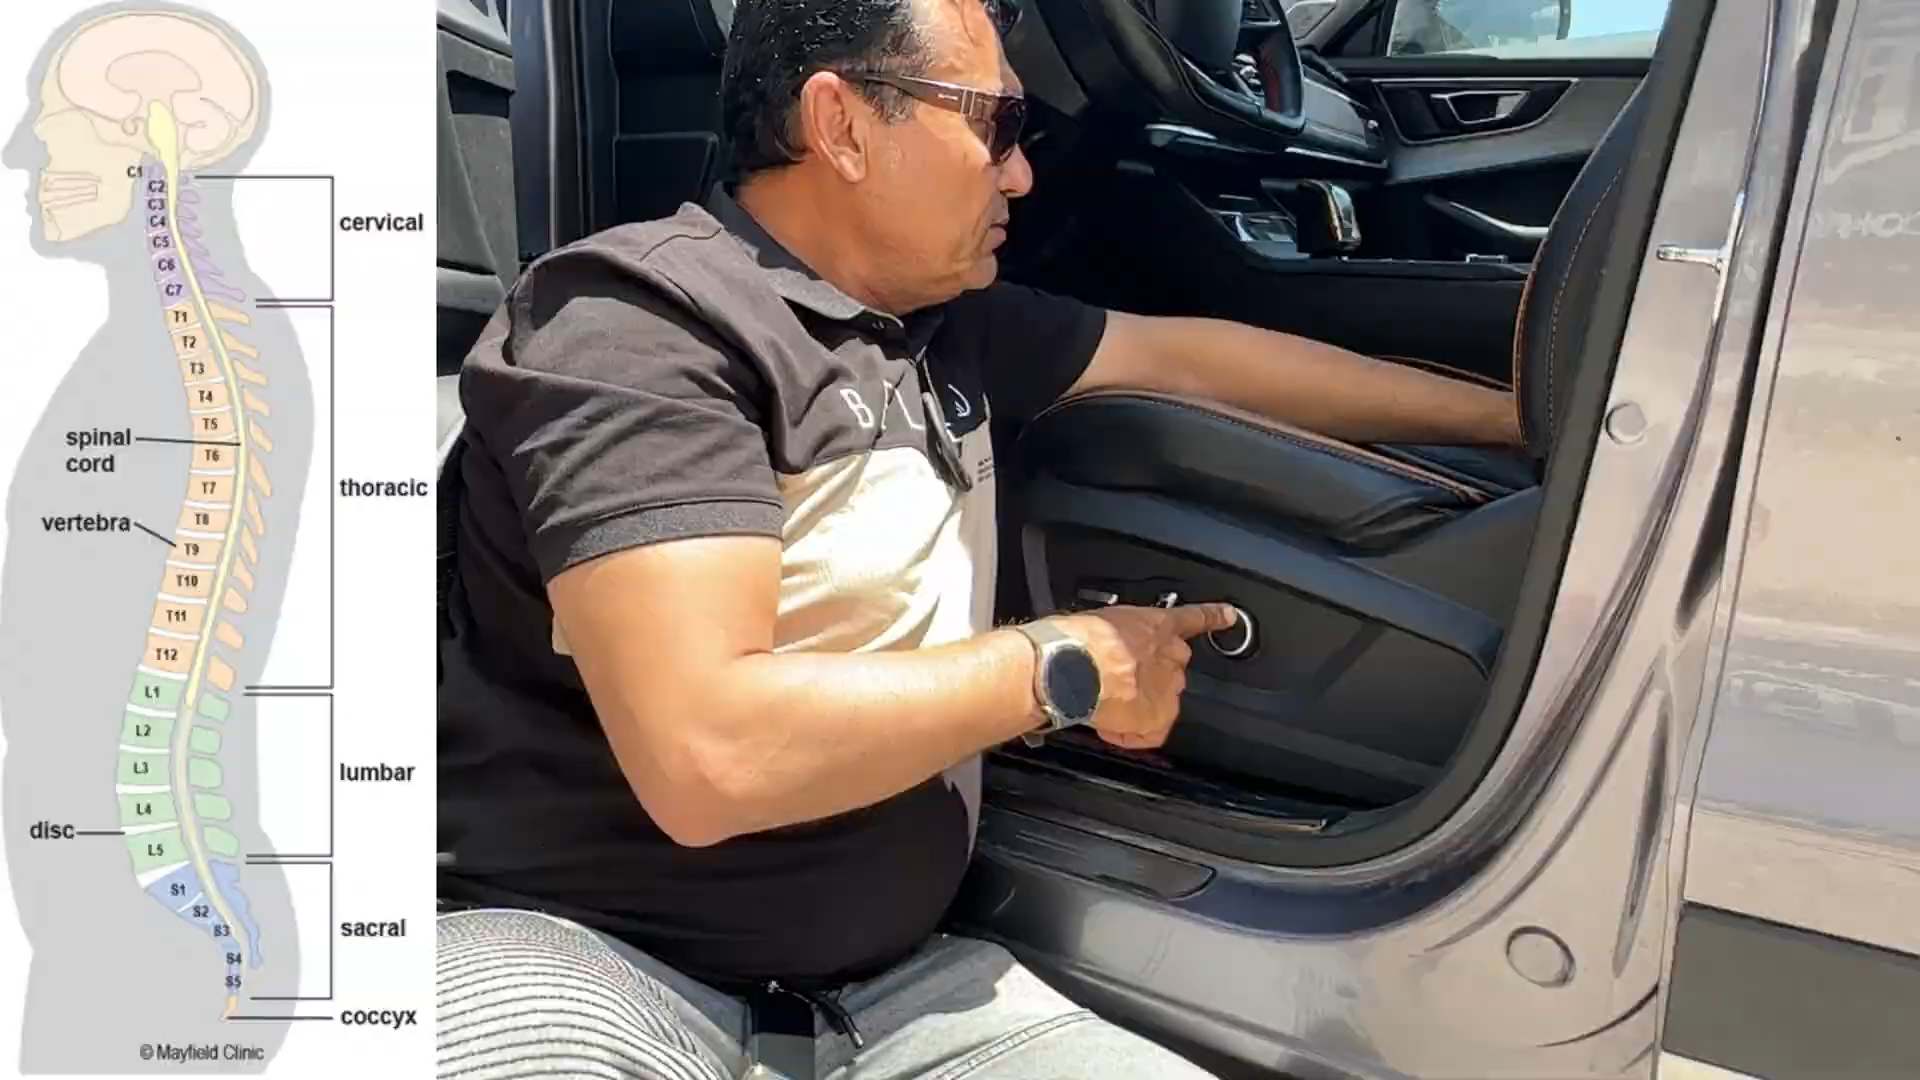 C1
C2
C3
C4
C5
C6
C7
cervical
T1
T2
T3
T4
T5
T6
T7
T8
T9
T10
T11
T12
spinal
cord
vertebra
thoracic
L1
L2
L3
L4
L5
disc
lumbar
S1
S2
S3
S4
S5
sacral
coccyx
© Mayfield Clinic